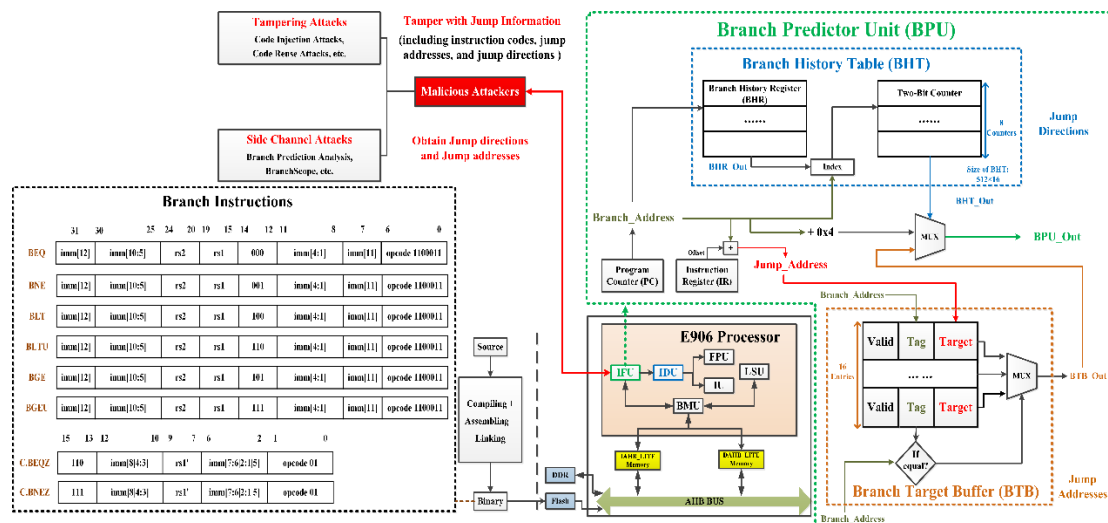 Tampering Attacks
Code Injection Attacks,
Code Reuse Attacks, etc.
Tamper with Jump Information
(including instruction codes, jump
addresses, and jump directions )
Malicious Attackers
Side Channel Attacks
Branch Prediction Analysis,
BranchScope, etc.
Obtain Jump directions
and Jump addresses
Branch Predictor Unit (BPU)
Branch History Table (BHT)
Branch History Register
(BHR)
......
Two-Bit Counter
......
8
Counters
Jump
Directions
BHR_Out
Index
Size of BHT:
512×16
BHT_Out
Branch_Address
+ 0x4
MUX
BPU_Out
Offset
+
Jump_Address
Program
Counter (PC)
Instruction
Register (IR)
Branch Instructions
31 30 25 24 20 19 15 14 12 11 8 7 6 0
BEQ imm[12] imm[10:5] rs2 rs1 000 imm[4:1] imm[11] opcode 1100011
BNE imm[12] imm[10:5] rs2 rs1 001 imm[4:1] imm[11] opcode 1100011
BLT imm[12] imm[10:5] rs2 rs1 100 imm[4:1] imm[11] opcode 1100011
BLTU imm[12] imm[10:5] rs2 rs1 110 imm[4:1] imm[11] opcode 1100011
BGE imm[12] imm[10:5] rs2 rs1 101 imm[4:1] imm[11] opcode 1100011
BGEU imm[12] imm[10:5] rs2 rs1 111 imm[4:1] imm[11] opcode 1100011
15 13 12 10 9 7 6 2 1 0
C.BEQZ 110 imm[8|4:3] rs1' imm[7:6|2:1|5] opcode 01
C.BNEZ 111 imm[8|4:3] rs1' imm[7:6|2:1|5] opcode 01
Source
Compiling +
Assembling
Linking
Binary
DDR
Flash
E906 Processor
IFU
IDU
FPU
IU
LSU
BMU
IAHB_LITE
Memory
DAHB_LITE
Memory
AHB BUS
Branch_Address
16
Entries
Valid Tag Target
... ...
Valid Tag Target
MUX
BTB_Out
If
equal?
Branch Target Buffer (BTB)
Jump
Addresses
Branch_Address